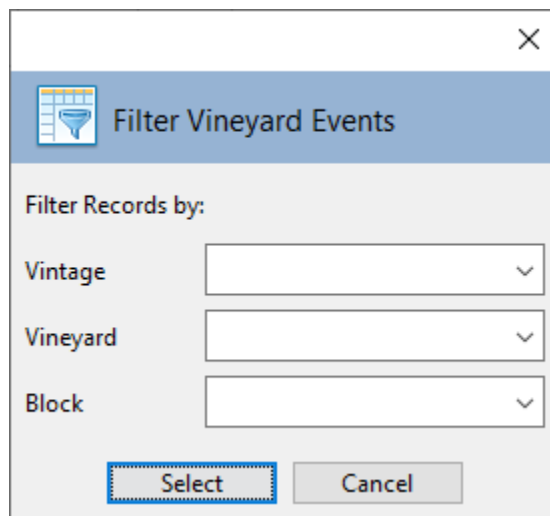 Filter Vineyard Events
Filter Records by:
Vintage
Vineyard
Block
Select Cancel